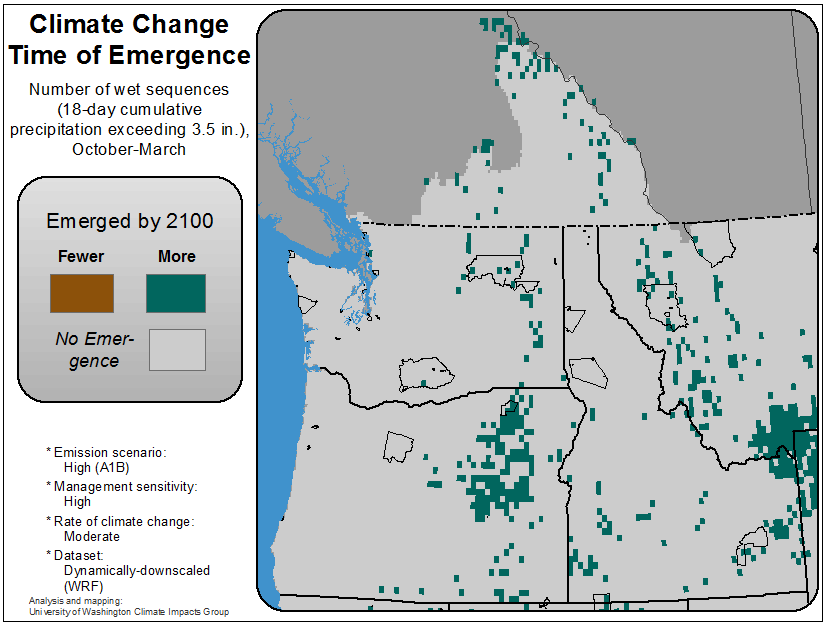 Climate Change
Time of Emergence
Number of wet sequences
(18-day cumulative
precipitation exceeding 3.5 in.),
October-March
Emerged by 2100
Fewer More
No Emer-
gence
* Emission scenario:
High (A1B)
* Management sensitivity:
High
* Rate of climate change:
Moderate
* Dataset:
Dynamically-downscaled
(WRF)
Analysis and mapping:
University of Washington Climate Impacts Group